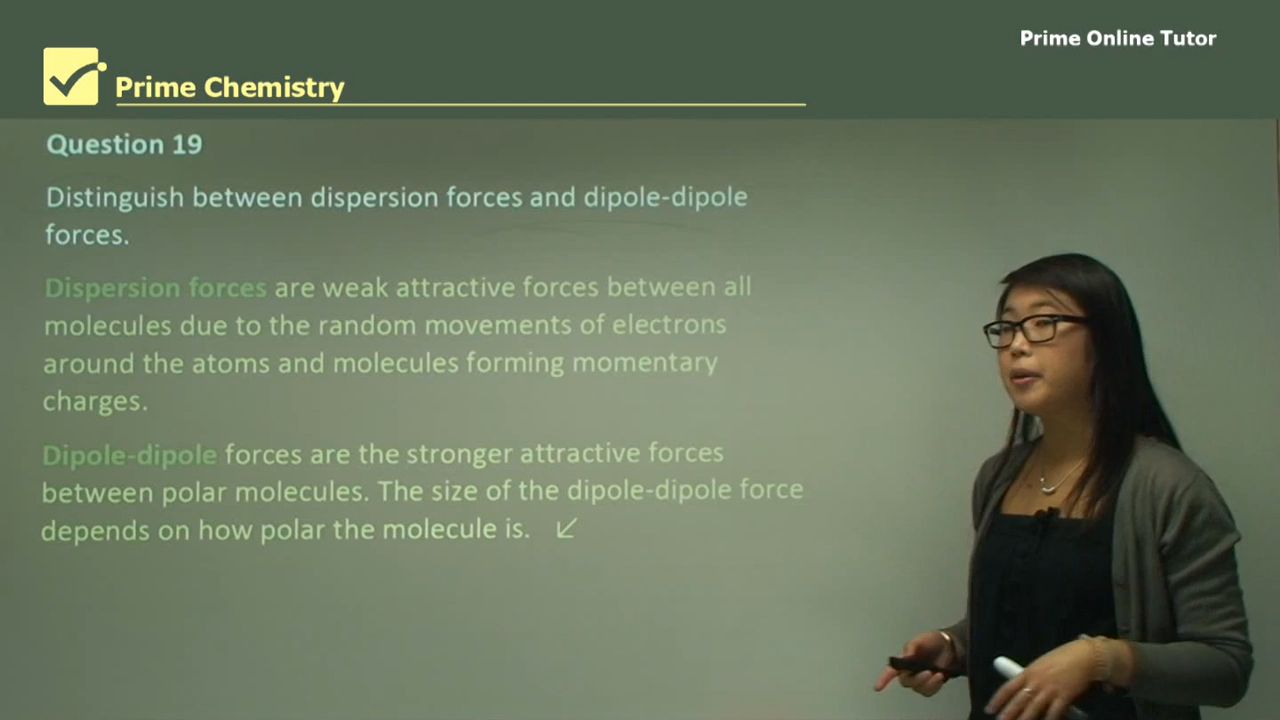 Prime Online Tutor
Prime Chemistry
Question 19
Distinguish between dispersion forces and dipole-dipole
forces.
Dispersion forces are weak attractive forces between all
molecules due to the random movements of electrons
around the atoms and molecules forming momentary
charges.
Dipole-dipole forces are the stronger attractive forces
between polar molecules. The size of the dipole-dipole force
depends on how polar the molecule is.